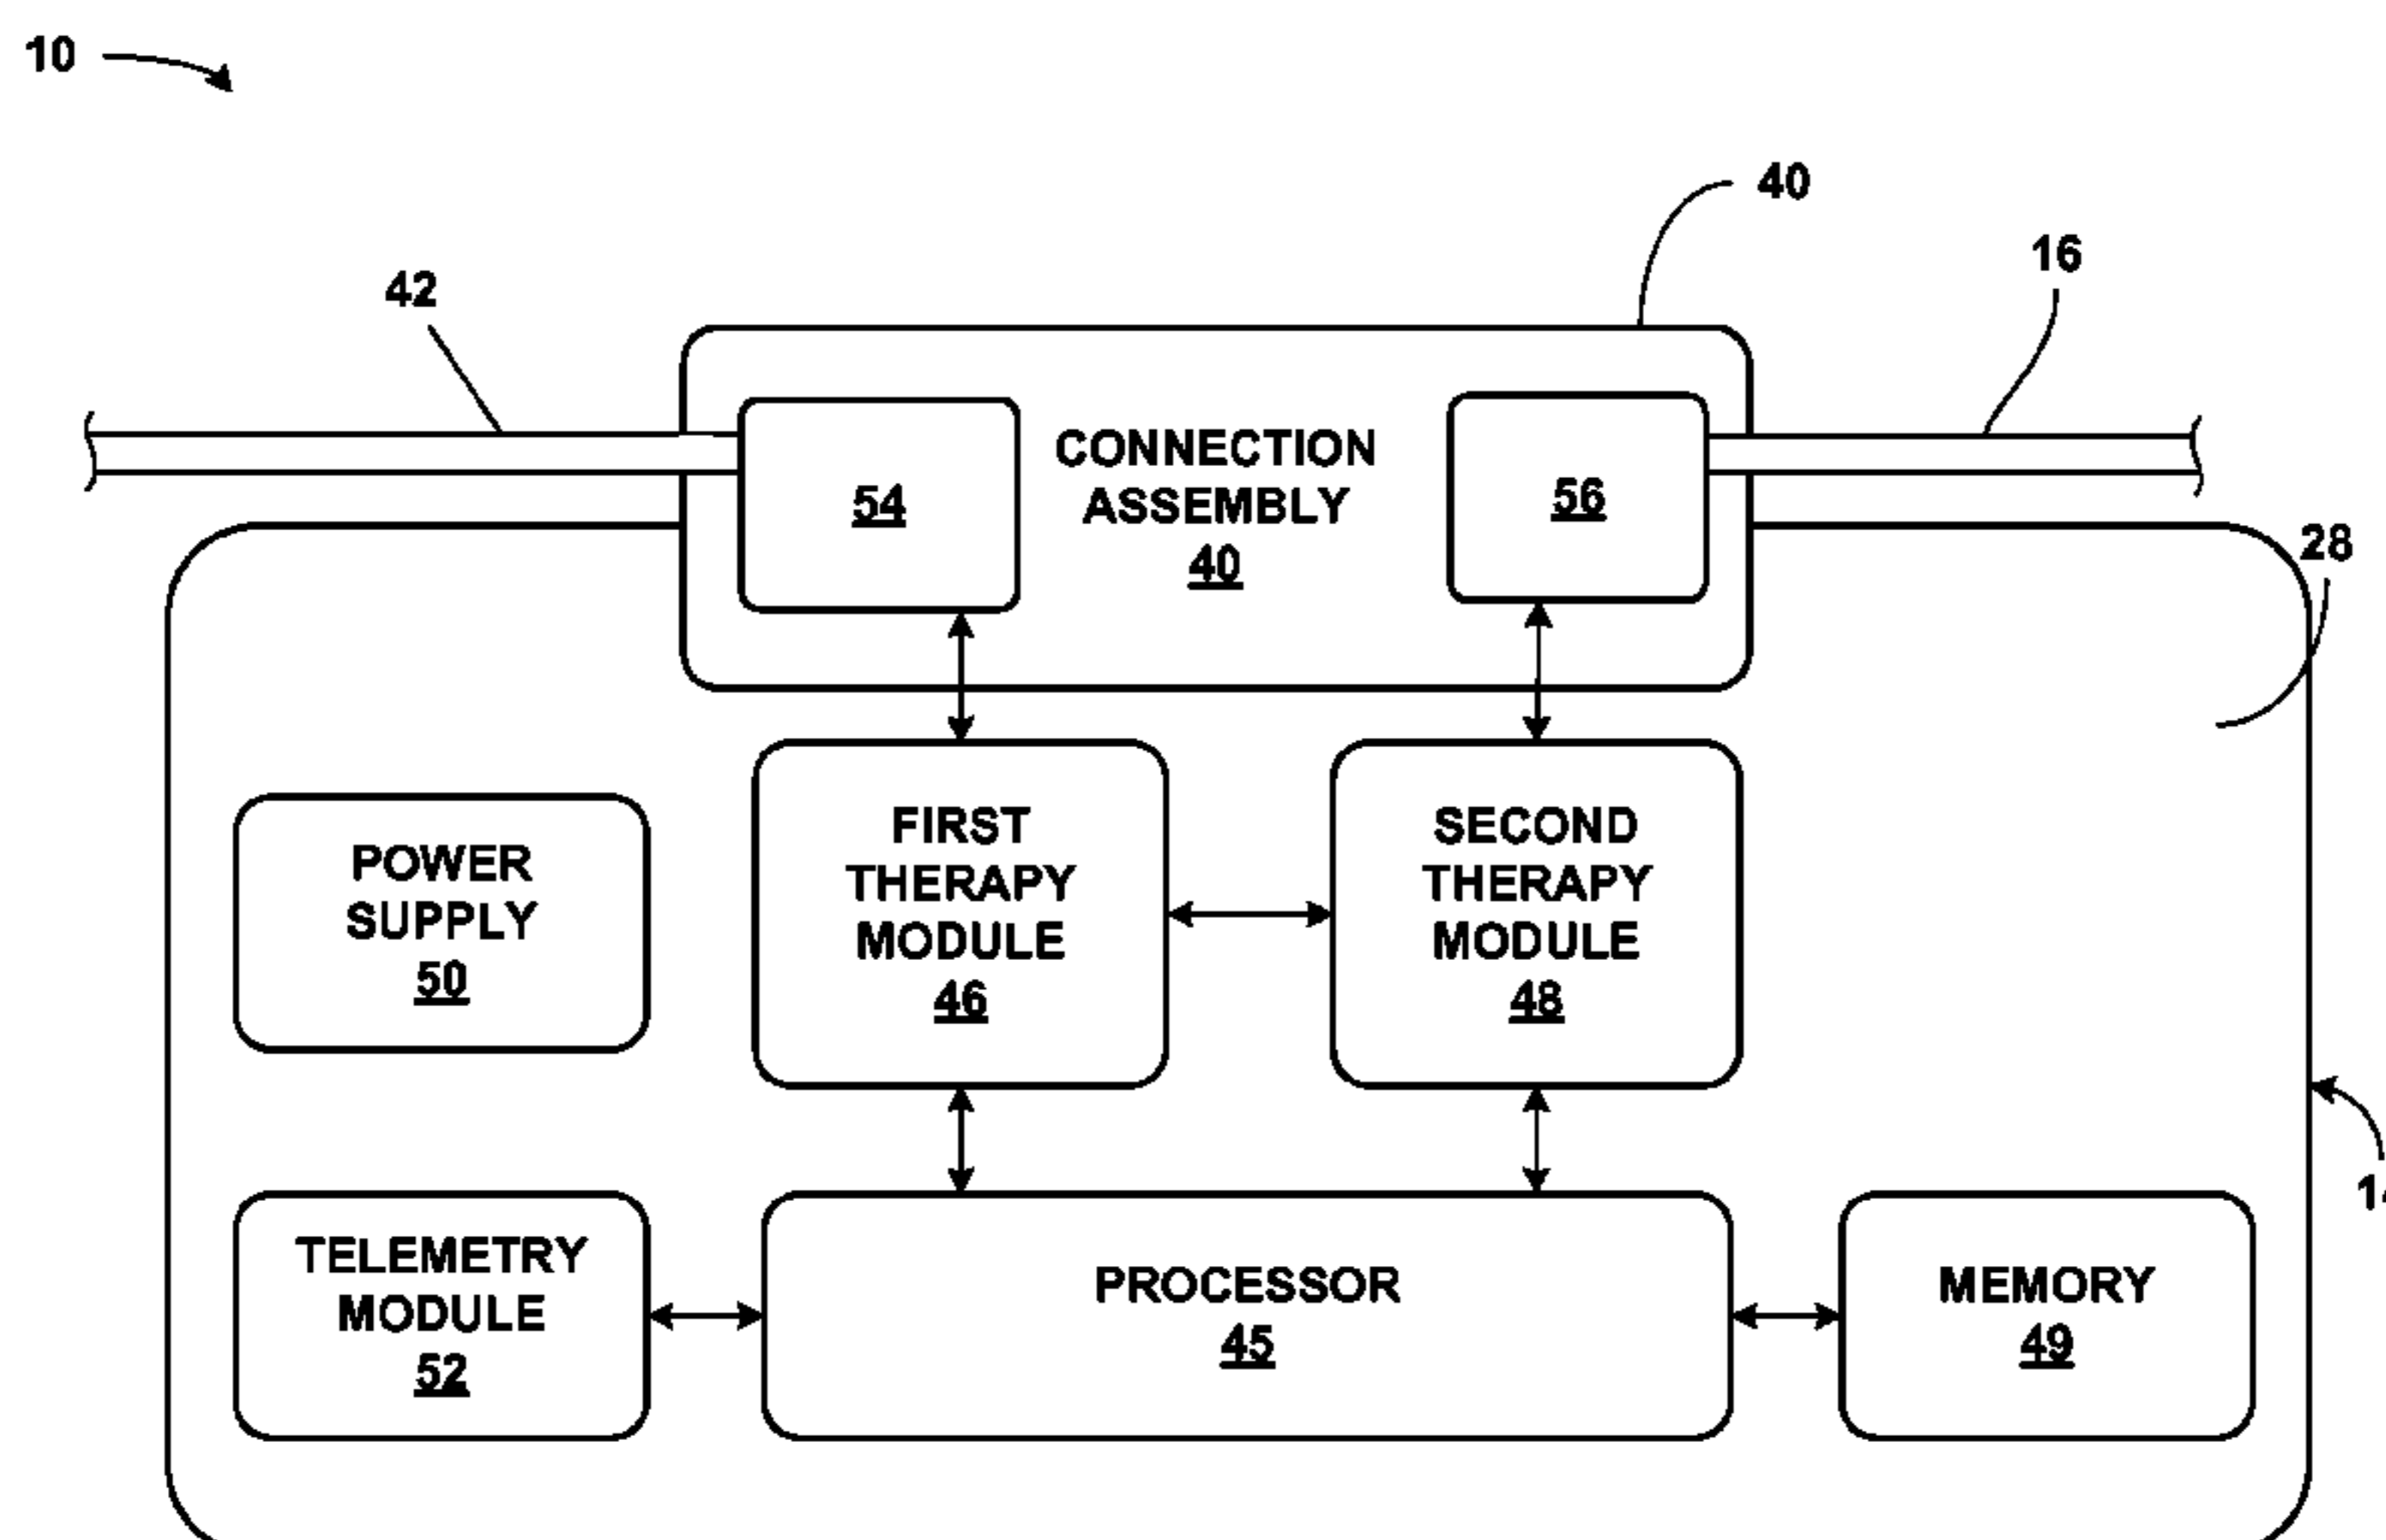 10
40
16
42
CONNECTION
ASSEMBLY
40
54
56
28
FIRST
THERAPY
MODULE
46
SECOND
THERAPY
MODULE
48
POWER
SUPPLY
50
TELEMETRY
MODULE
52
PROCESSOR
45
MEMORY
49